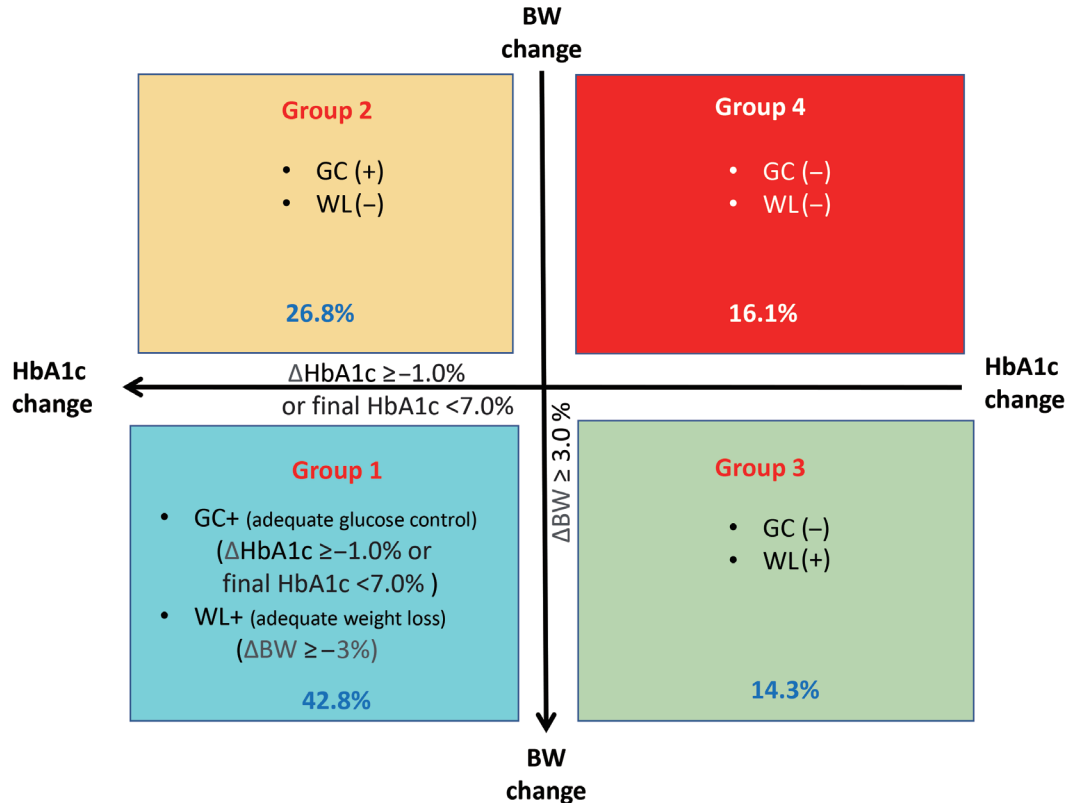 BW
change
Group 2
• GC (+)
• WL (–)
26.8%
Group 4
• GC (–)
• WL (–)
16.1%
HbA1c
change
ΔHbA1c ≥–1.0%
or final HbA1c <7.0%
HbA1c
change
ΔBW ≥ 3.0 %
Group 1
• GC+ (adequate glucose control)
(ΔHbA1c ≥–1.0% or
final HbA1c <7.0% )
• WL+ (adequate weight loss)
(ΔBW ≥–3%)
42.8%
Group 3
• GC (–)
• WL (+)
14.3%
BW
change